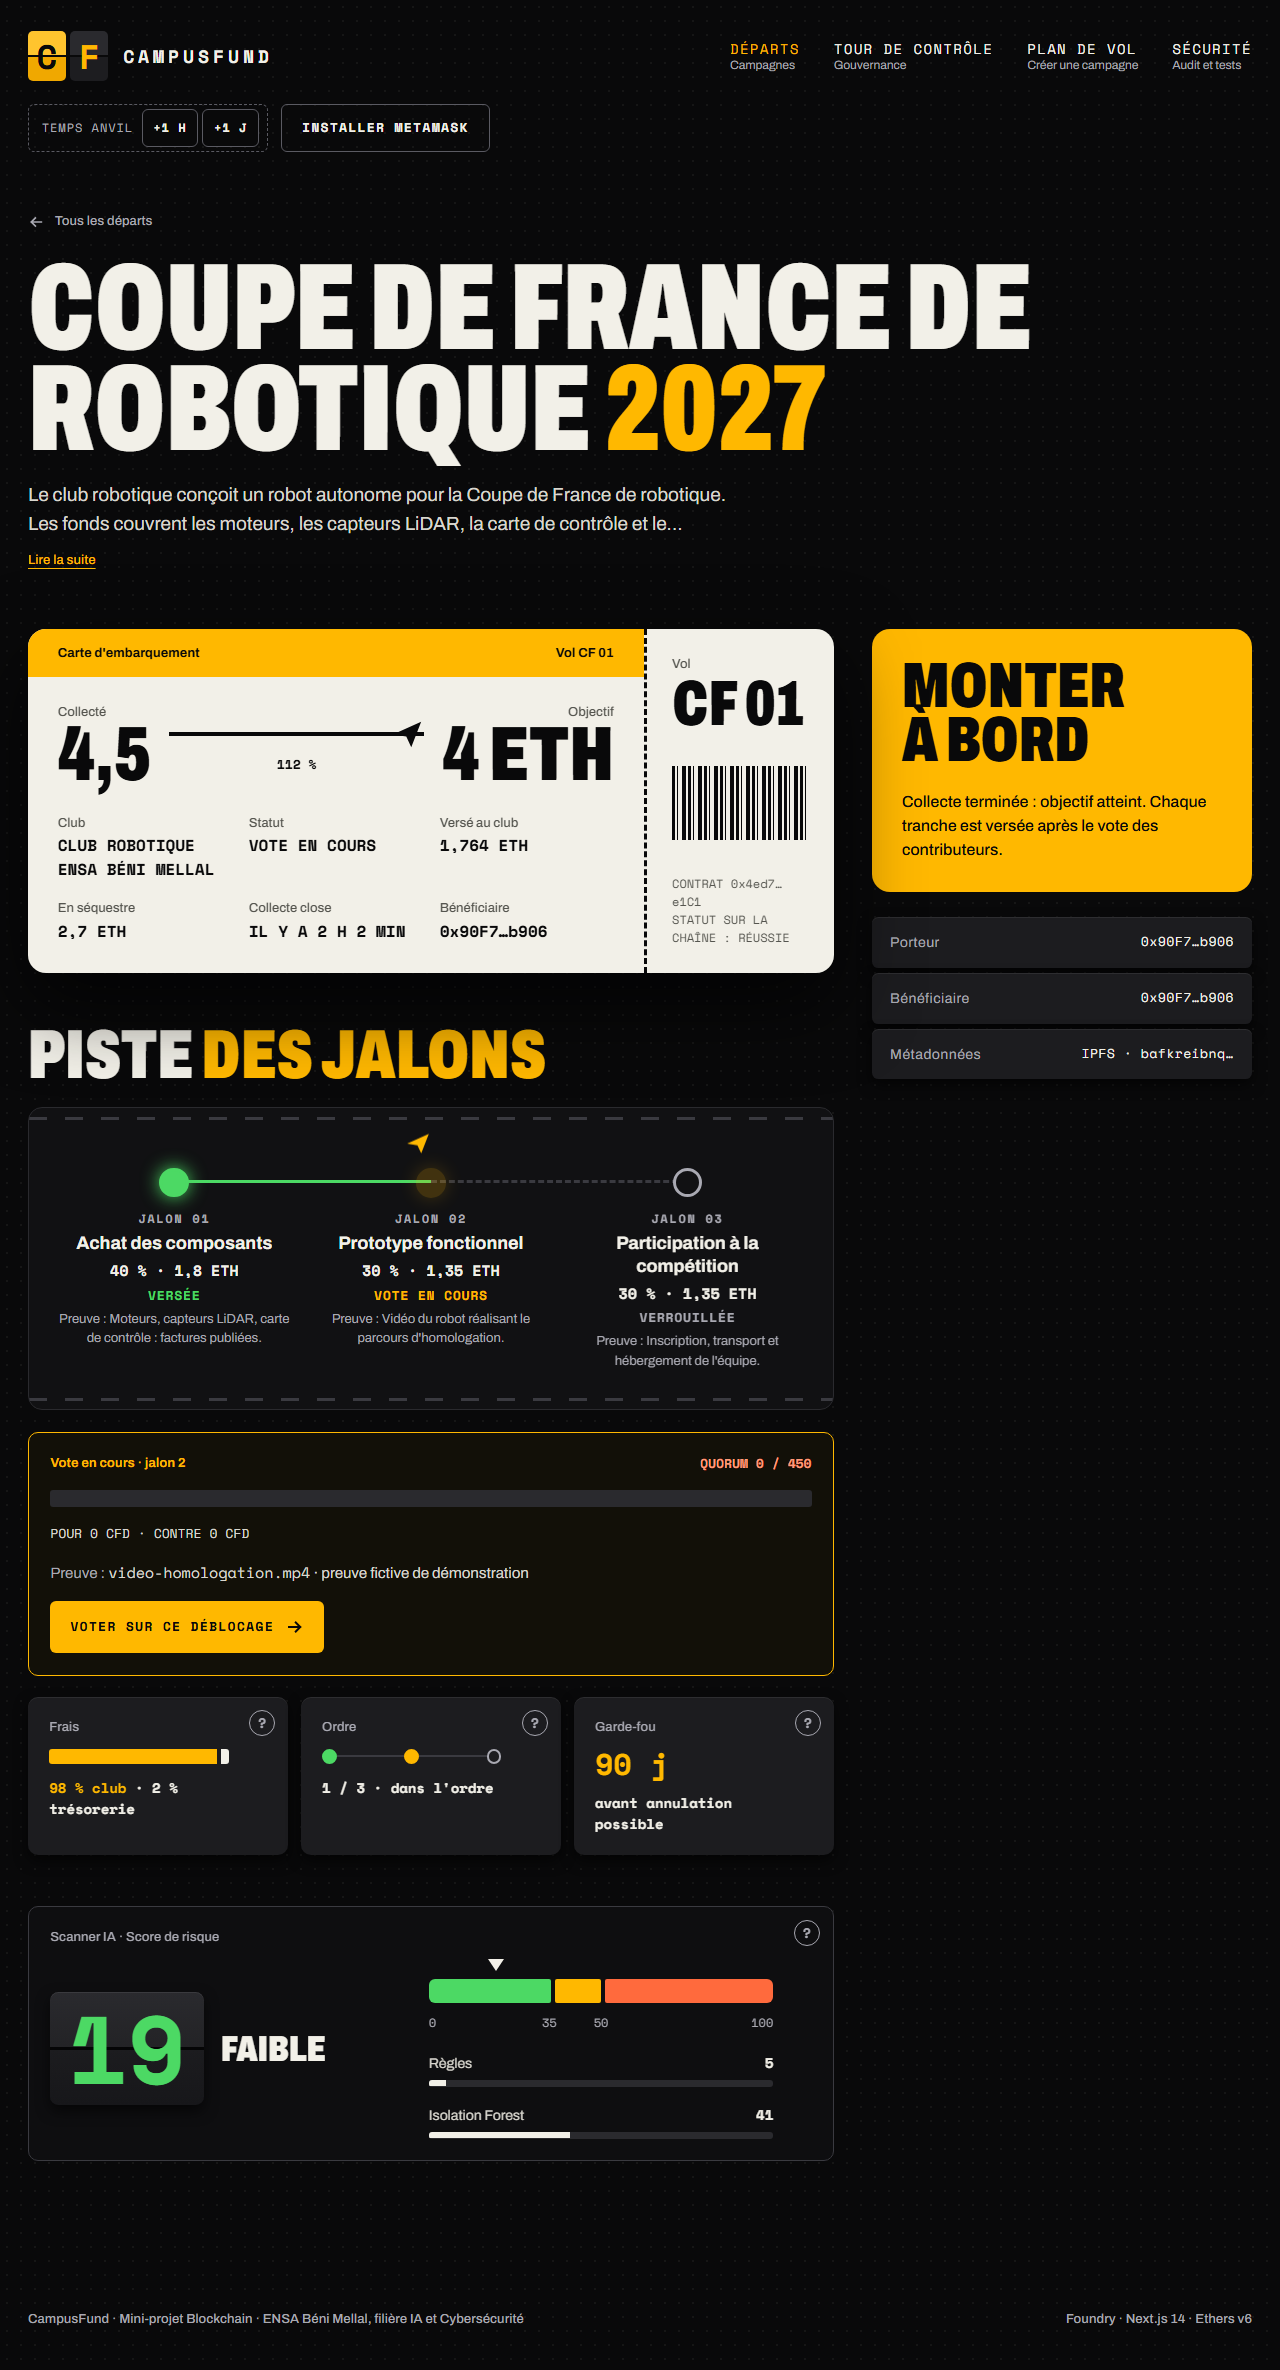 CF CAMPUSFUND
DÉPARTS
Campagnes
TOUR DE CONTRÔLE
Gouvernance
PLAN DE VOL
Créer une campagne
SÉCURITÉ
Audit et tests
TEMPS ANVIL +1 H +1 J
INSTALLER METAMASK
← Tous les départs
COUPE DE FRANCE DE
ROBOTIQUE 2027
Le club robotique conçoit un robot autonome pour la Coupe de France de robotique.
Les fonds couvrent les moteurs, les capteurs LiDAR, la carte de contrôle et le…
Lire la suite
Carte d'embarquement
Vol CF 01
Collecté
4,5
112 %
Objectif
4 ETH
Club
CLUB ROBOTIQUE
ENSA BÉNI MELLAL
Statut
VOTE EN COURS
Versé au club
1,764 ETH
En séquestre
2,7 ETH
Collecte close
IL Y A 2 H 2 MIN
Bénéficiaire
0x90F7…b906
Vol
CF 01
CONTRAT 0x4ed7…
e1C1
STATUT SUR LA
CHAÎNE : RÉUSSIE
MONTER
À BORD
Collecte terminée : objectif atteint. Chaque
tranche est versée après le vote des
contributeurs.
Porteur 0x90F7…b906
Bénéficiaire 0x90F7…b906
Métadonnées IPFS · bafkreibnq…
PISTE DES JALONS
JALON 01
Achat des composants
40 % · 1,8 ETH
VERSÉE
Preuve : Moteurs, capteurs LiDAR, carte
de contrôle : factures publiées.
JALON 02
Prototype fonctionnel
30 % · 1,35 ETH
VOTE EN COURS
Preuve : Vidéo du robot réalisant le
parcours d'homologation.
JALON 03
Participation à la
compétition
30 % · 1,35 ETH
VERROUILLÉE
Preuve : Inscription, transport et
hébergement de l'équipe.
Vote en cours · jalon 2
QUORUM 0 / 450
POUR 0 CFD · CONTRE 0 CFD
Preuve : video-homologation.mp4 · preuve fictive de démonstration
VOTER SUR CE DÉBLOCAGE →
Frais
?
98 % club · 2 %
trésorerie
Ordre
?
1 / 3 · dans l'ordre
Garde-fou
?
90 j
avant annulation
possible
Scanner IA · Score de risque
?
19
FAIBLE
0 35 50 100
Règles 5
Isolation Forest 41
CampusFund · Mini-projet Blockchain · ENSA Béni Mellal, filière IA et Cybersécurité
Foundry · Next.js 14 · Ethers v6